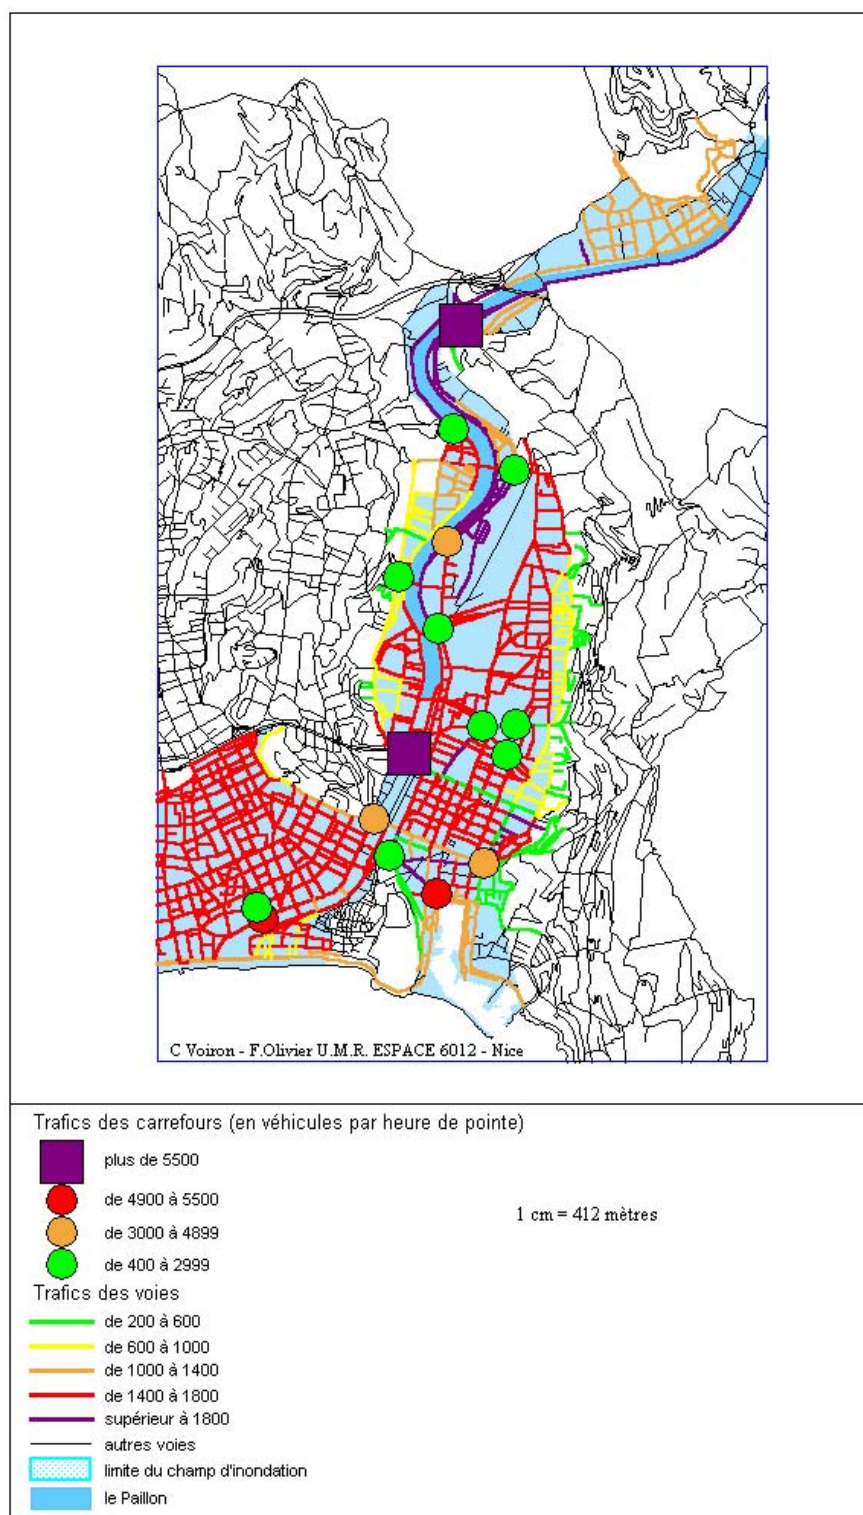 C Voiron - F.Olivier U.M.R. ESPACE 6012 - Nice
Trafics des carrefours (en véhicules par heure de pointe)
plus de 5500
de 4900 à 5500
1 cm = 412 mètres
de 3000 à 4899
de 400 à 2999
Trafics des voies
de 200 à 600
de 600 à 1000
de 1000 à 1400
de 1400 à 1800
supérieur à 1800
autres voies
limite du champ d'inondation
le Paillon